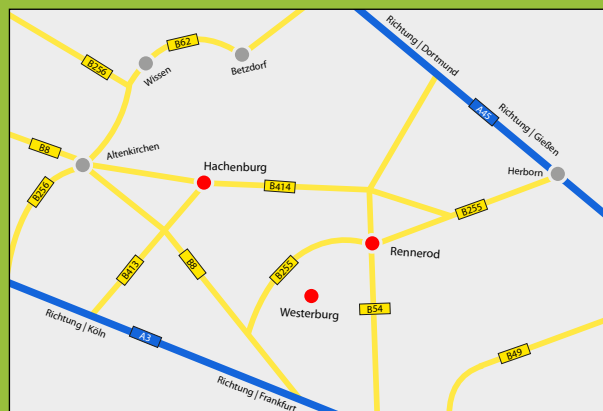 Richtung | Dortmund
B62
B256
Wissen
Betzdorf
A45
Richtung | Gießen
B8
Altenkirchen
Hachenburg
Herborn
B256
B414
B255
Rennerod
B413
B8
B255
Westerburg
B54
Richtung | Köln
A3
B49
Richtung | Frankfurt